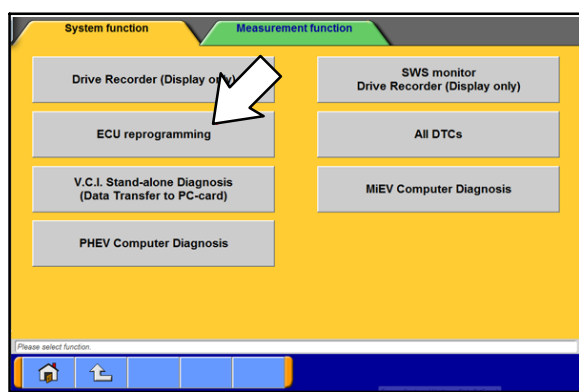 System function
Measurement function
Drive Recorder (Display only)
SWS monitor
Drive Recorder (Display only)
ECU reprogramming
All DTCs
V.C.I. Stand-alone Diagnosis
(Data Transfer to PC-card)
MiEV Computer Diagnosis
PHEV Computer Diagnosis
Please select function.